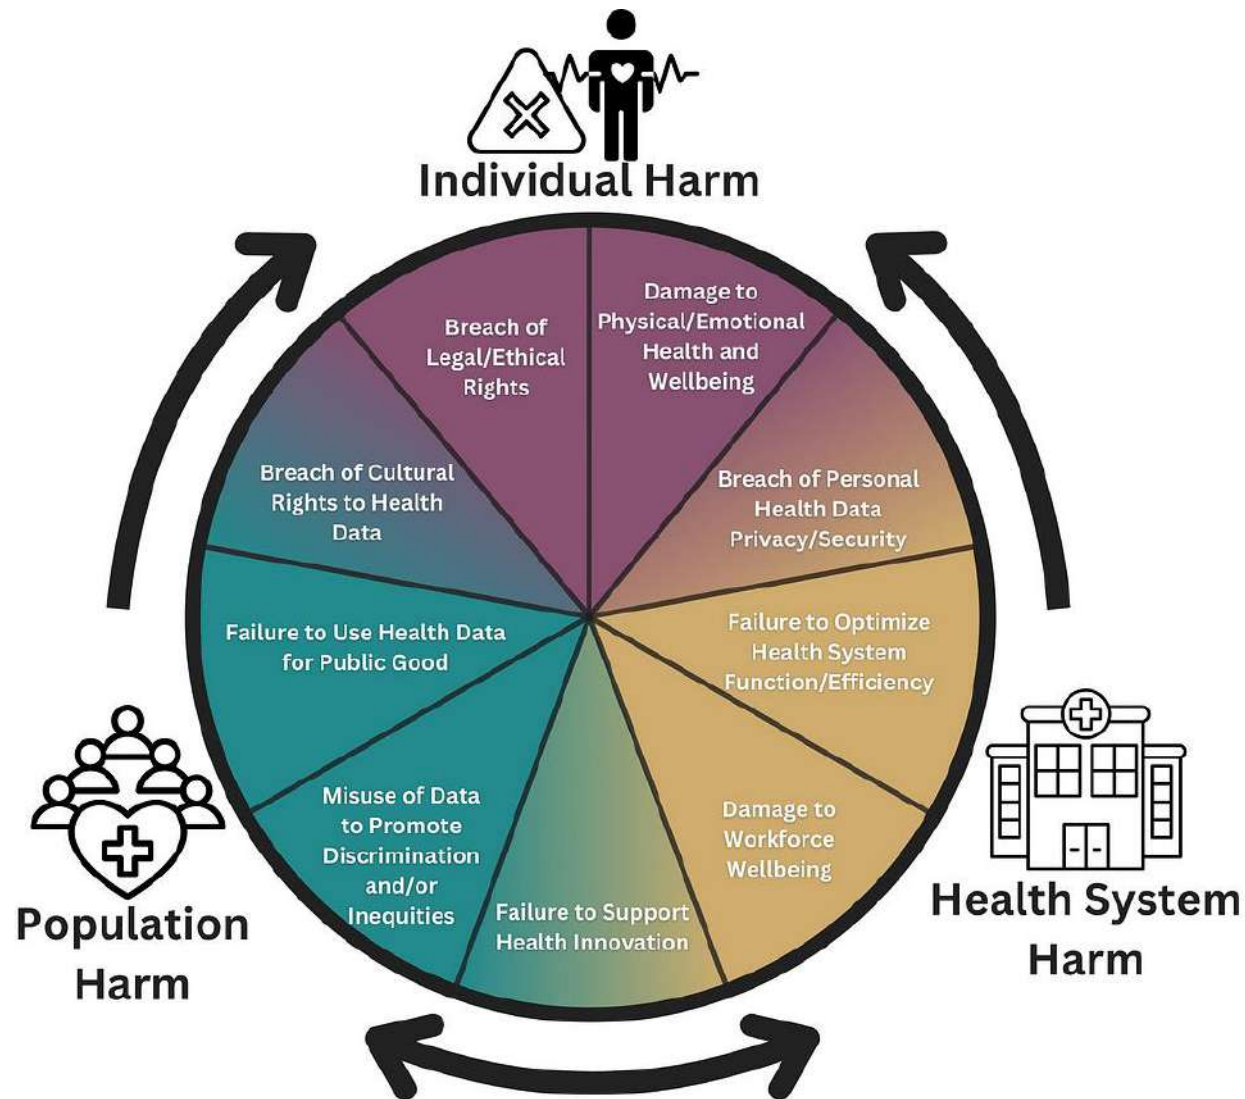 Individual Harm
Breach of
Legal/Ethical
Rights
Damage to
Physical/Emotional
Health and
Wellbeing
Breach of Cultural
Rights to Health
Data
Breach of Personal
Health Data
Privacy/Security
Failure to Use Health Data
for Public Good
Failure to Optimize
Health System
Function/Efficiency
Misuse of Data
to Promote
Discrimination
and/or
Inequities
Failure to Support
Health Innovation
Damage to
Workforce
Wellbeing
Population
Harm
Health System
Harm